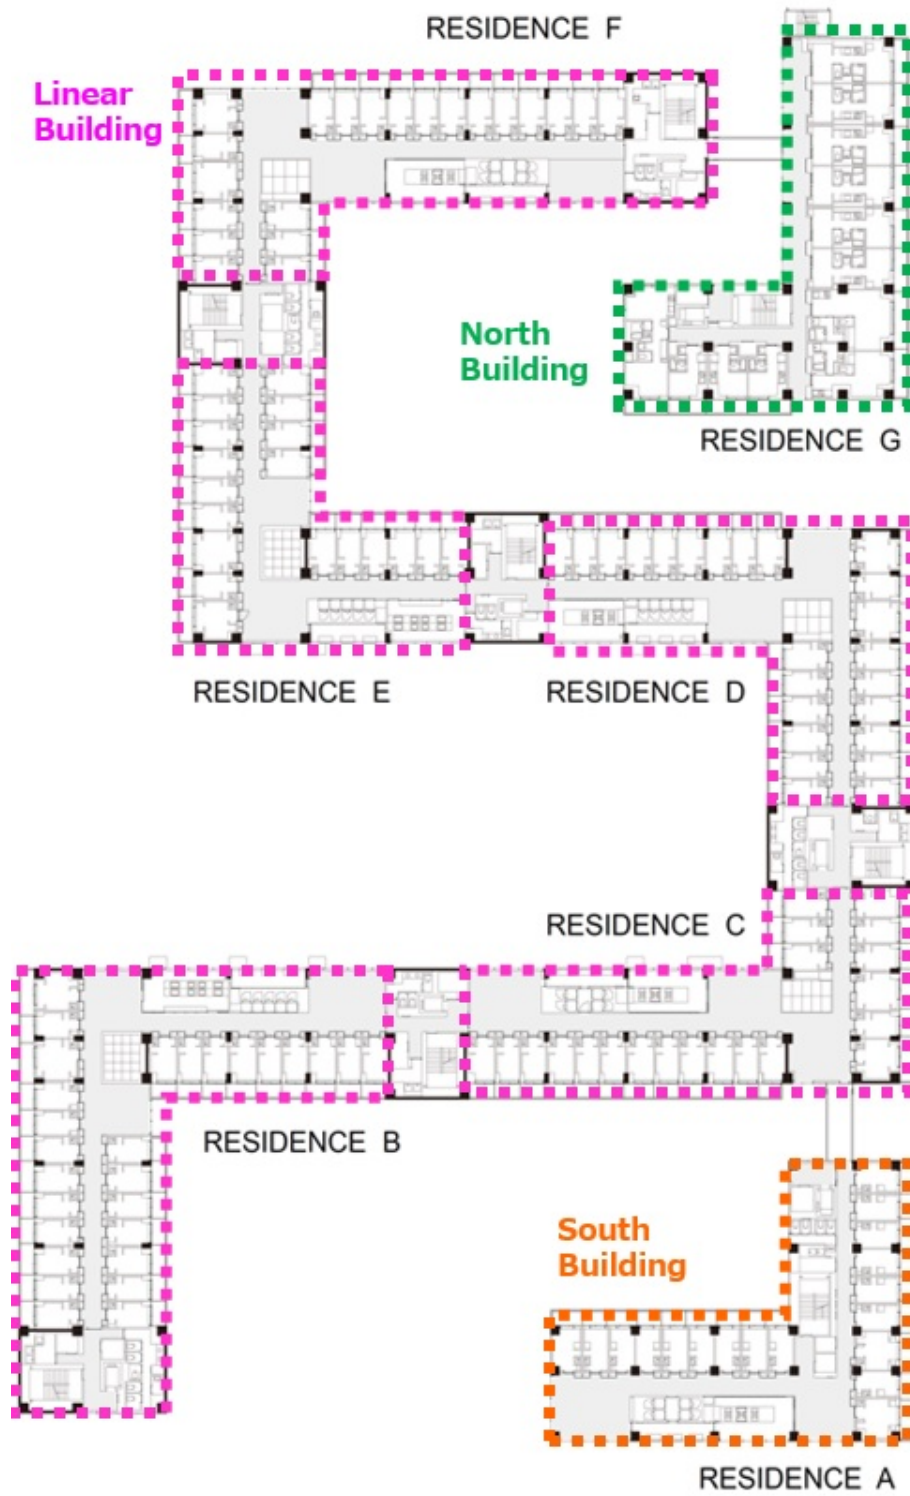 RESIDENCE F
Linear
Building
North
Building
RESIDENCE G
RESIDENCE E
RESIDENCE D
RESIDENCE C
RESIDENCE B
South
Building
RESIDENCE A